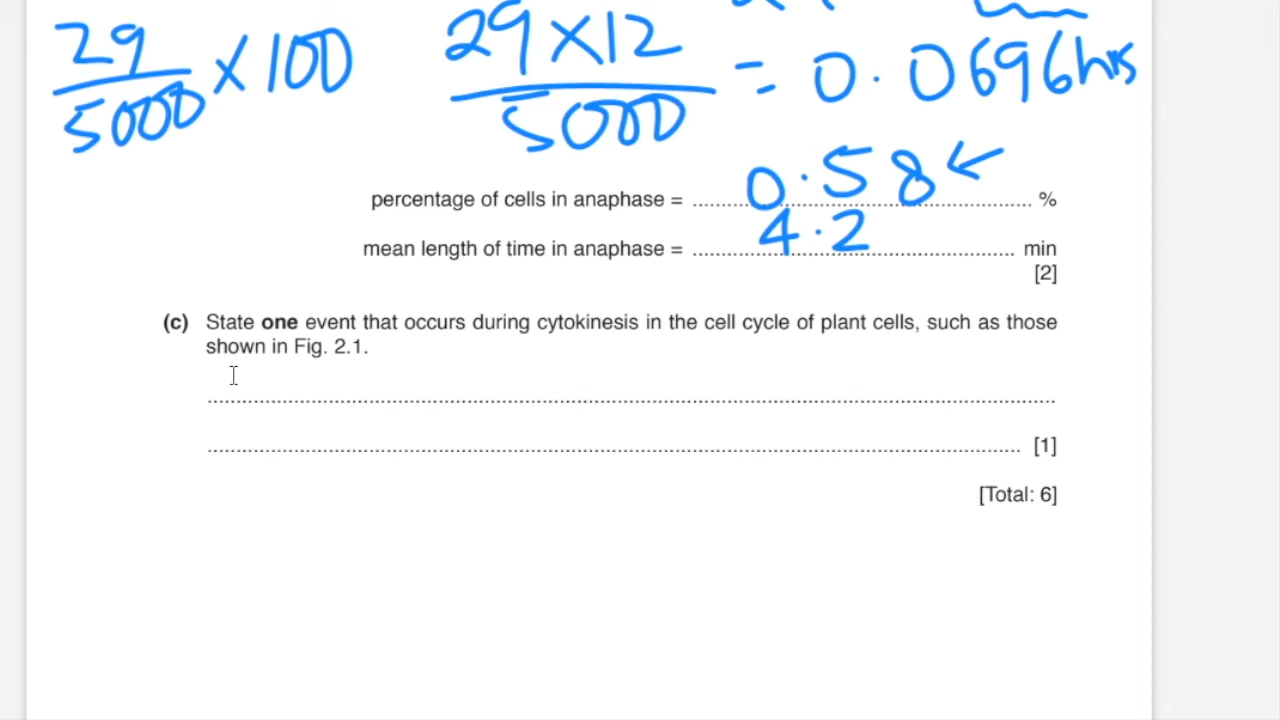 29/5000 × 100 29 × 12/5000 = 0.0696 hrs
percentage of cells in anaphase = 0.58 ← %
mean length of time in anaphase = 4.2 min
[2]
(c) State one event that occurs during cytokinesis in the cell cycle of plant cells, such as those
shown in Fig. 2.1.
[1]
[Total: 6]